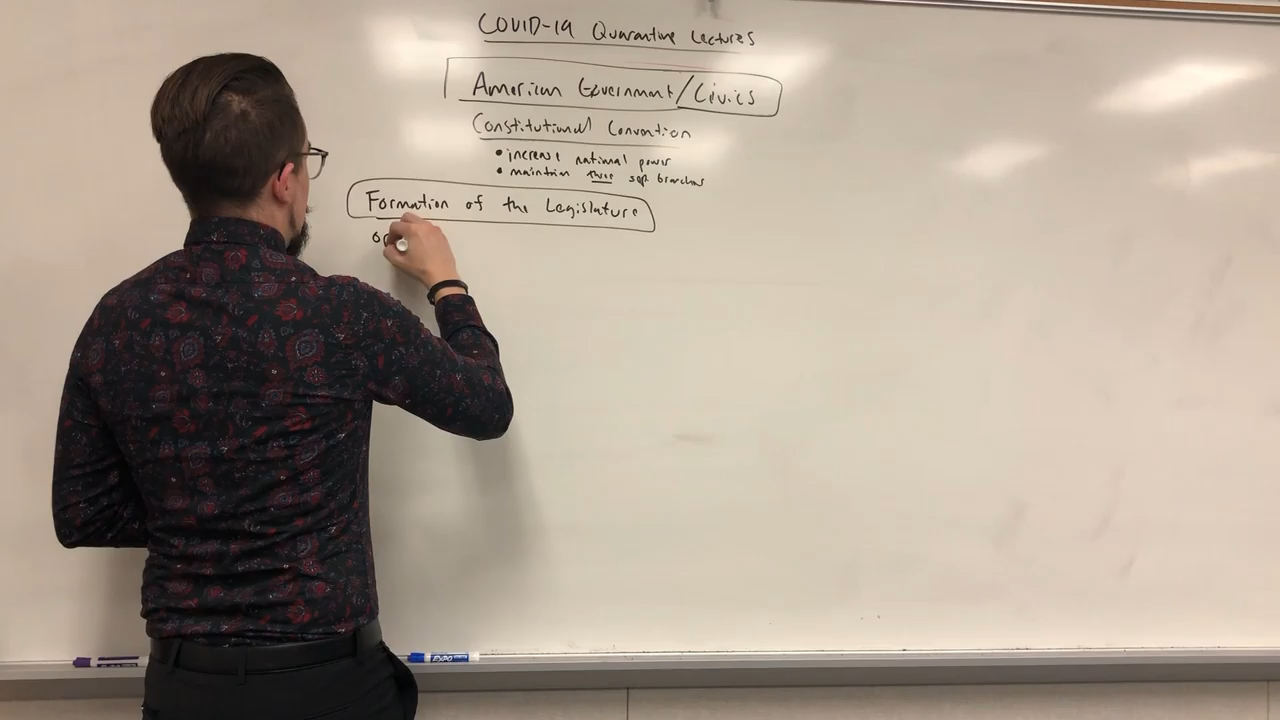 COVID-19 Quarantine Lectures
American Government/Civics
Constitutional Convention
• increase national power
• maintain three sep. branches
Formation of the Legislature
EXPO